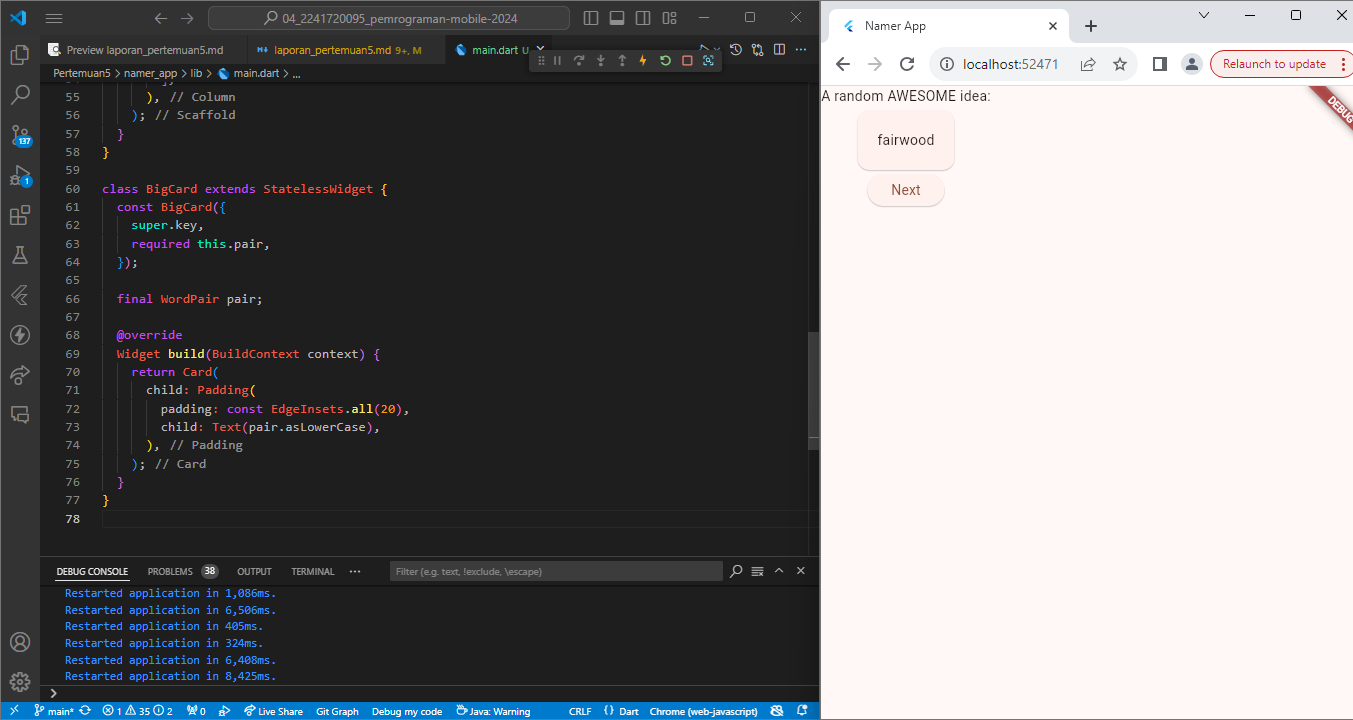 04_2241720095_pemrograman-mobile-2024
Preview laporan_pertemuan5.md
laporan_pertemuan5.md 9+, M
main.dart U
Pertemuan5 > namer_app > lib > main.dart > ...
55 ), // Column
56 ); // Scaffold
57 }
58 }
59
60 class BigCard extends StatelessWidget {
61 const BigCard({
62 super.key,
63 required this.pair,
64 });
65
66 final WordPair pair;
67
68 @override
69 Widget build(BuildContext context) {
70 return Card(
71 child: Padding(
72 padding: const EdgeInsets.all(20),
73 child: Text(pair.asLowerCase),
74 ), // Padding
75 ); // Card
76 }
77 }
78
137
1
DEBUG CONSOLE PROBLEMS 38 OUTPUT TERMINAL ...
Filter (e.g. text, !exclude, \escape)
Restarted application in 1,086ms.
Restarted application in 6,506ms.
Restarted application in 405ms.
Restarted application in 324ms.
Restarted application in 6,408ms.
Restarted application in 8,425ms.
main* 1 35 2 0 Live Share Git Graph Debug my code Java: Warning CRLF {} Dart Chrome (web-javascript)
Namer App
localhost:52471
Relaunch to update
A random AWESOME idea:
DEBUG
fairwood
Next